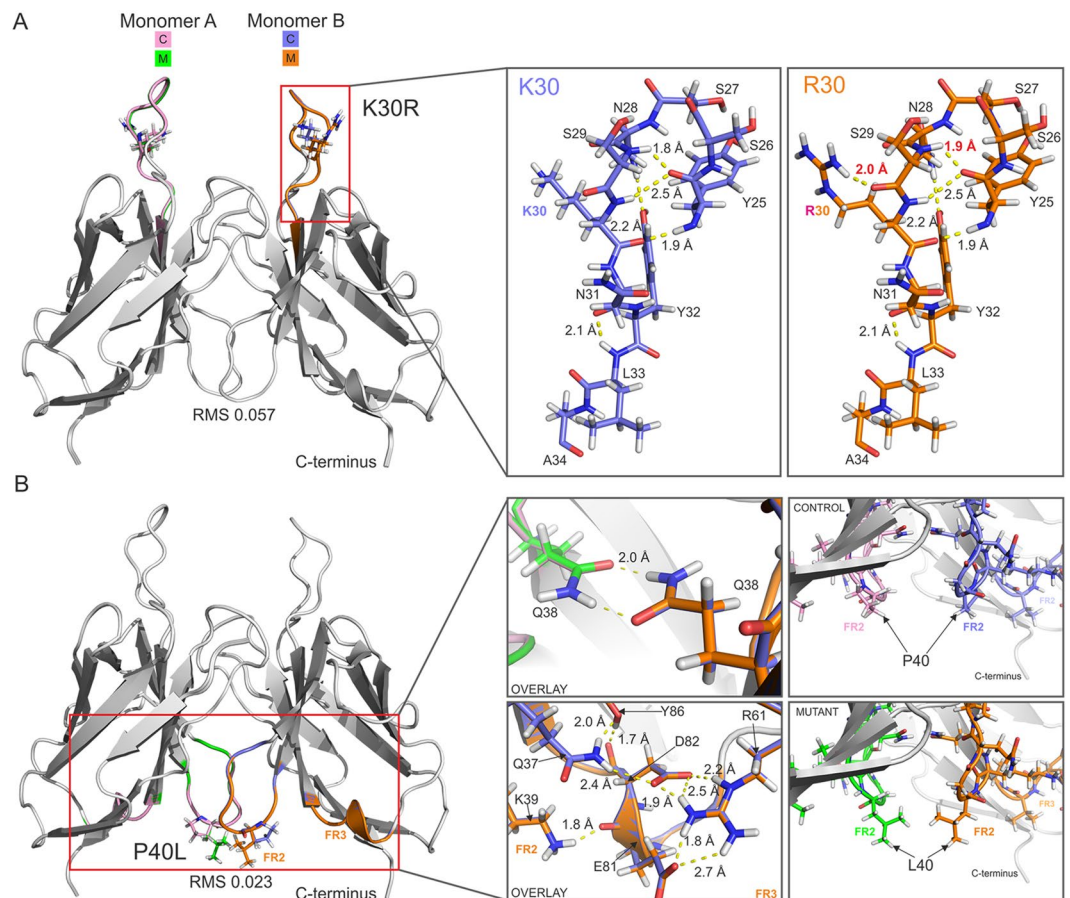 A
Monomer A
Monomer B
C
C
M
M
K30R
RMS 0.057
C-terminus
K30
S27
N28
S29
S26
1.8 Å
K30
2.5 Å
Y25
2.2 Å
1.9 Å
N31
Y32
2.1 Å
L33
A34
R30
S27
N28
S29
S26
1.9 Å
2.0 Å
R30
2.5 Å
Y25
2.2 Å
1.9 Å
N31
Y32
2.1 Å
L33
A34
B
P40L
FR2
FR3
RMS 0.023
C-terminus
2.0 Å
Q38
Q38
OVERLAY
CONTROL
FR2
FR2
FR2
P40
C-terminus
Y86
2.0 Å
R61
1.7 Å
D82
Q37
2.2 Å
2.4 Å
2.5 Å
K39
1.9 Å
1.8 Å
FR2
1.8 Å
E81
2.7 Å
OVERLAY
FR3
MUTANT
FR3
FR2
FR2
L40
C-terminus